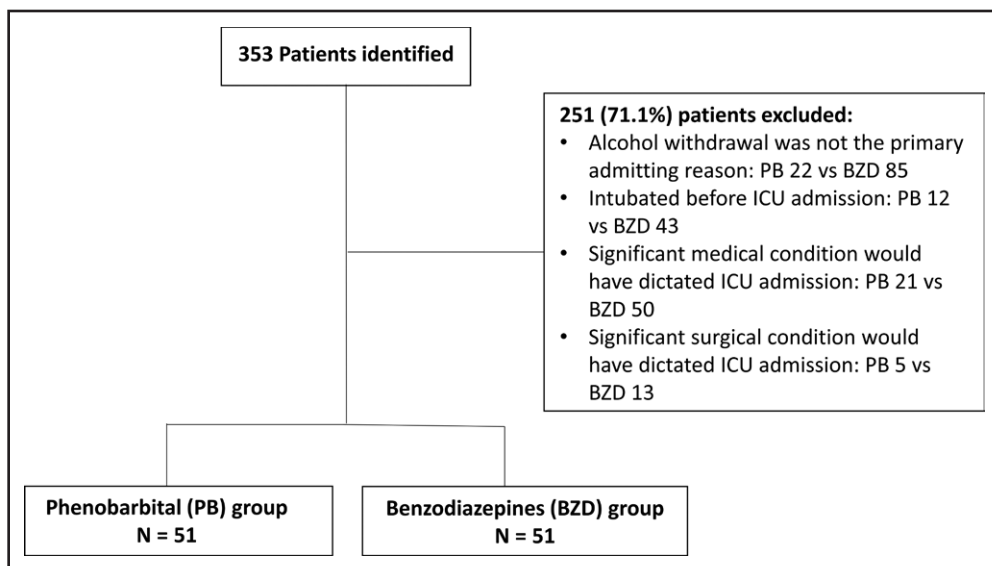 353 Patients identified
251 (71.1%) patients excluded:
• Alcohol withdrawal was not the primary
admitting reason: PB 22 vs BZD 85
• Intubated before ICU admission: PB 12
vs BZD 43
• Significant medical condition would
have dictated ICU admission: PB 21 vs
BZD 50
• Significant surgical condition would
have dictated ICU admission: PB 5 vs
BZD 13
Phenobarbital (PB) group
N = 51
Benzodiazepines (BZD) group
N = 51